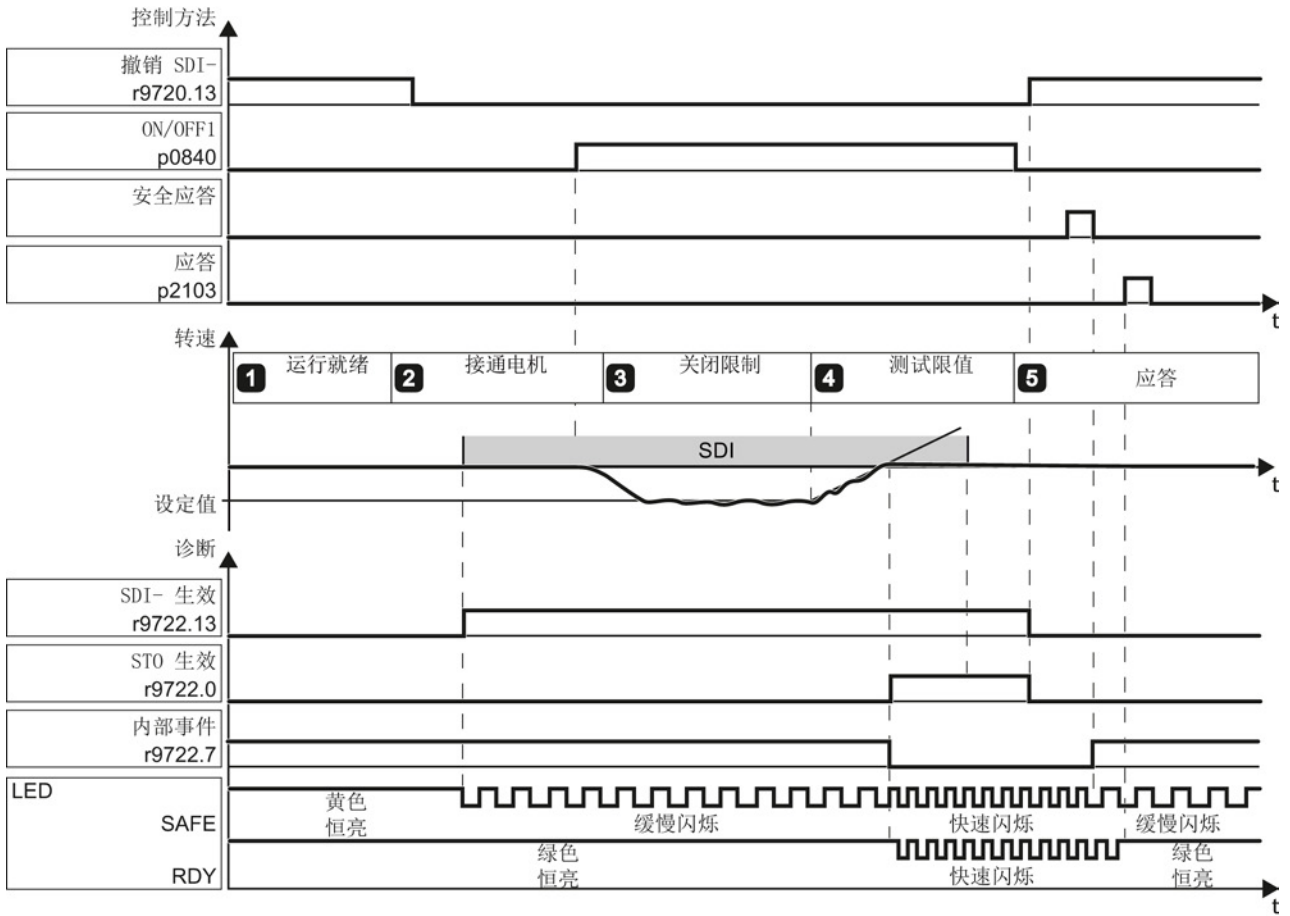 控制方法
撤销 SDI-
r9720.13
ON/OFF1
p0840
安全应答
应答
p2103
t
转速
1 运行就绪 2 接通电机 3 关闭限制 4 测试限值 5 应答
SDI
t
设定值
诊断
SDI- 生效
r9722.13
STO 生效
r9722.0
内部事件
r9722.7
LED
SAFE
黄色
恒亮
缓慢闪烁
快速闪烁
缓慢闪烁
RDY
绿色
恒亮
快速闪烁
绿色
恒亮
t